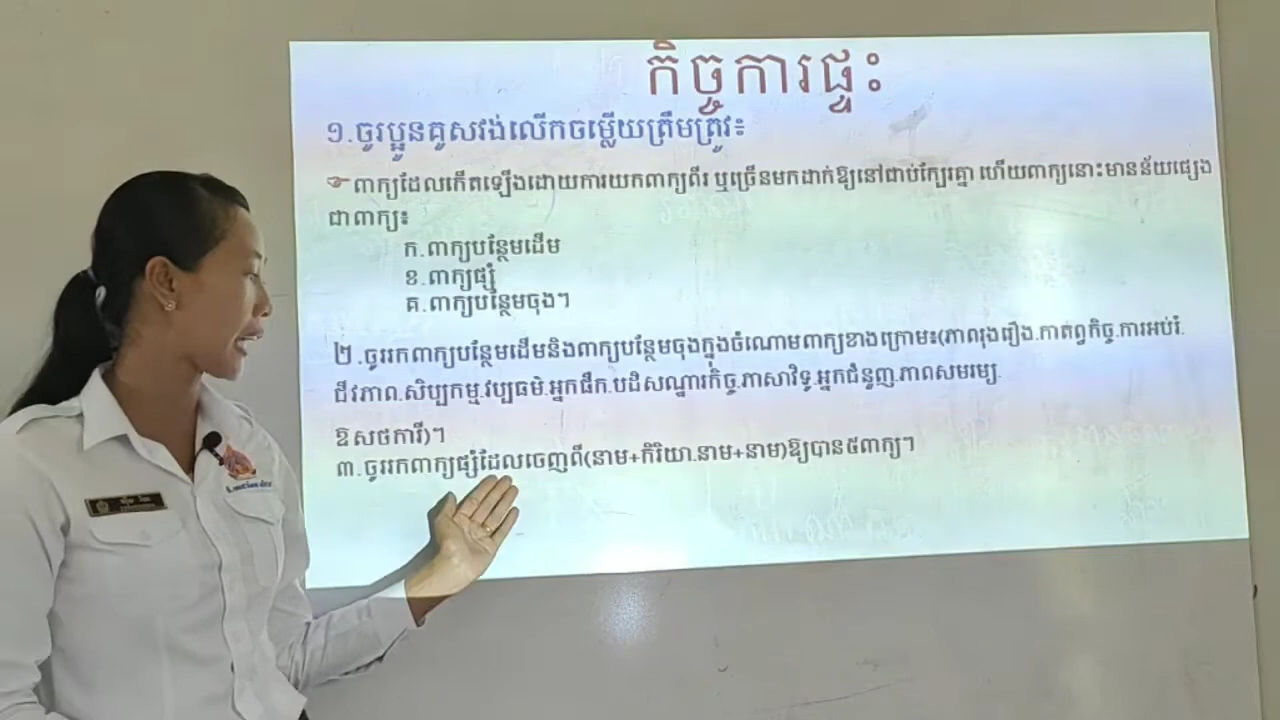 កិច្ចការផ្ទះ
១.ចូរប្អូនគូសវង់លើកចម្លើយត្រឹមត្រូវ៖
ពាក្យដែលកើតឡើងដោយការយកពាក្យពីរ ឬច្រើនមកដាក់ឱ្យនៅជាប់ក្បែរគ្នា ហើយពាក្យនោះមានន័យផ្សេង
ជាពាក្យ៖
ក.ពាក្យបន្ថែមដើម
ខ.ពាក្យផ្សំ
គ.ពាក្យបន្ថែមចុង។
២.ចូររកពាក្យបន្ថែមដើមនិងពាក្យបន្ថែមចុងក្នុងចំណោមពាក្យខាងក្រោម៖(ភាពរុងរឿង.កាតព្វកិច្ច.ការអប់រំ.
ជីវភាព.សិប្បកម្ម.វប្បធម៌.អ្នកផឹក.បដិសណ្ឋារកិច្ច.ភាសាវិទូ.អ្នកជំនួញ.ភាពសមរម្យ.
ឱសថការី)។
៣.ចូររកពាក្យផ្សំដែលចេញពី(នាម+កិរិយា.នាម+នាម)ឱ្យបាន៥ពាក្យ។